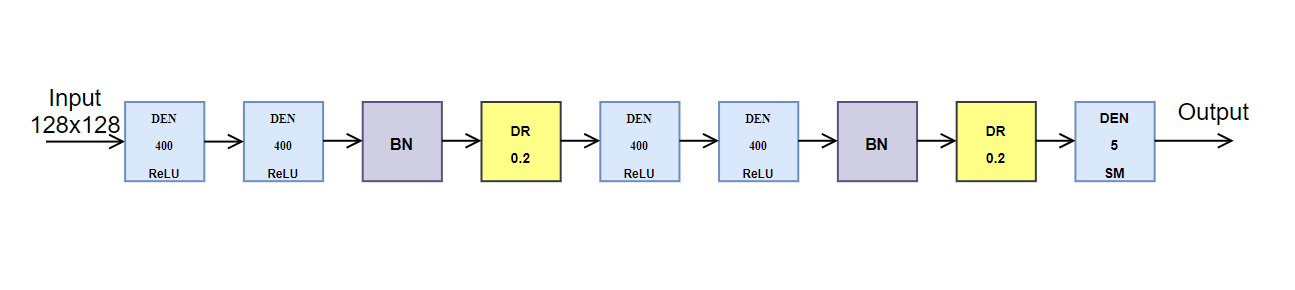 Input
128x128
DEN
400
ReLU
DEN
400
ReLU
BN
DR
0.2
DEN
400
ReLU
DEN
400
ReLU
BN
DR
0.2
DEN
5
SM
Output